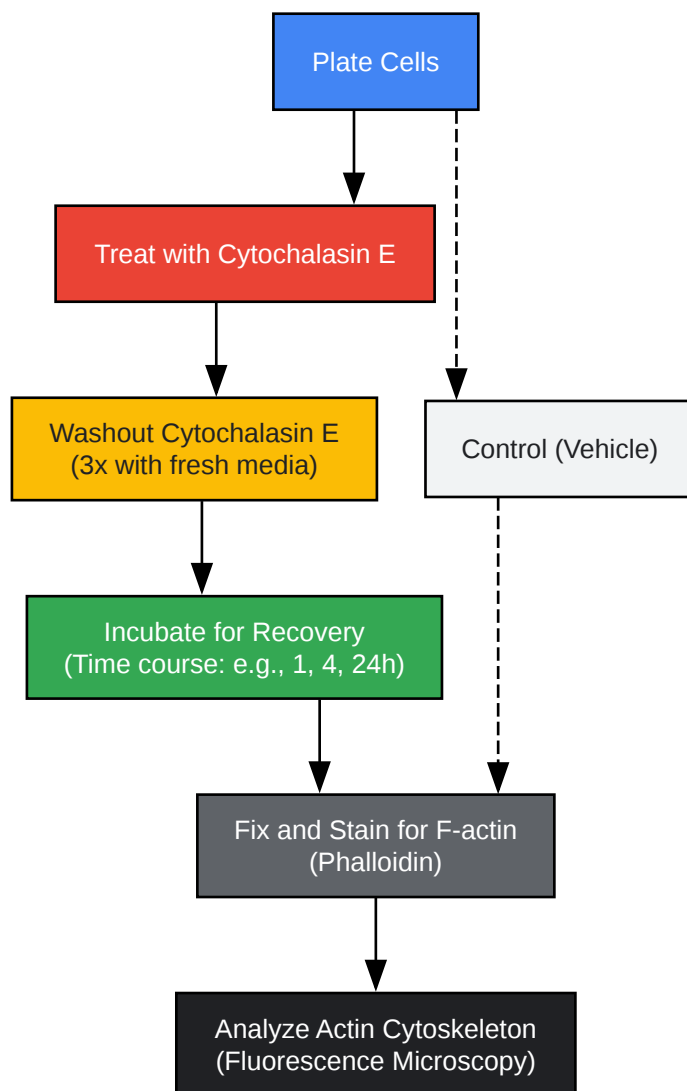 Plate Cells
Treat with Cytochalasin E
Washout Cytochalasin E
(3x with fresh media)
Control (Vehicle)
Incubate for Recovery
(Time course: e.g., 1, 4, 24h)
Fix and Stain for F-actin
(Phalloidin)
Analyze Actin Cytoskeleton
(Fluorescence Microscopy)